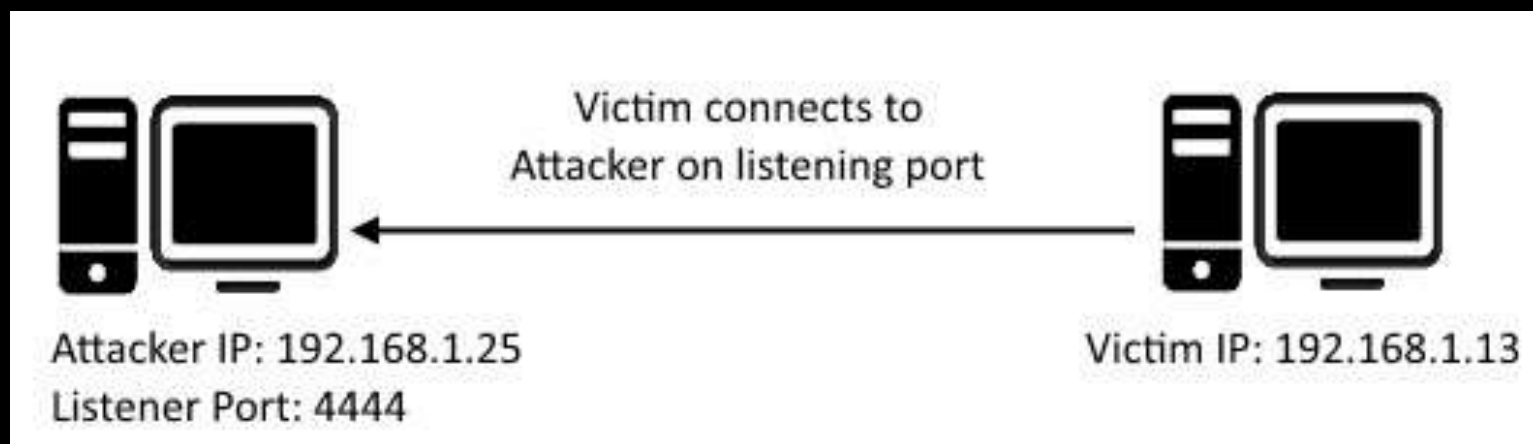 Victim connects to
Attacker on listening port
Attacker IP: 192.168.1.25
Listener Port: 4444
Victim IP: 192.168.1.13